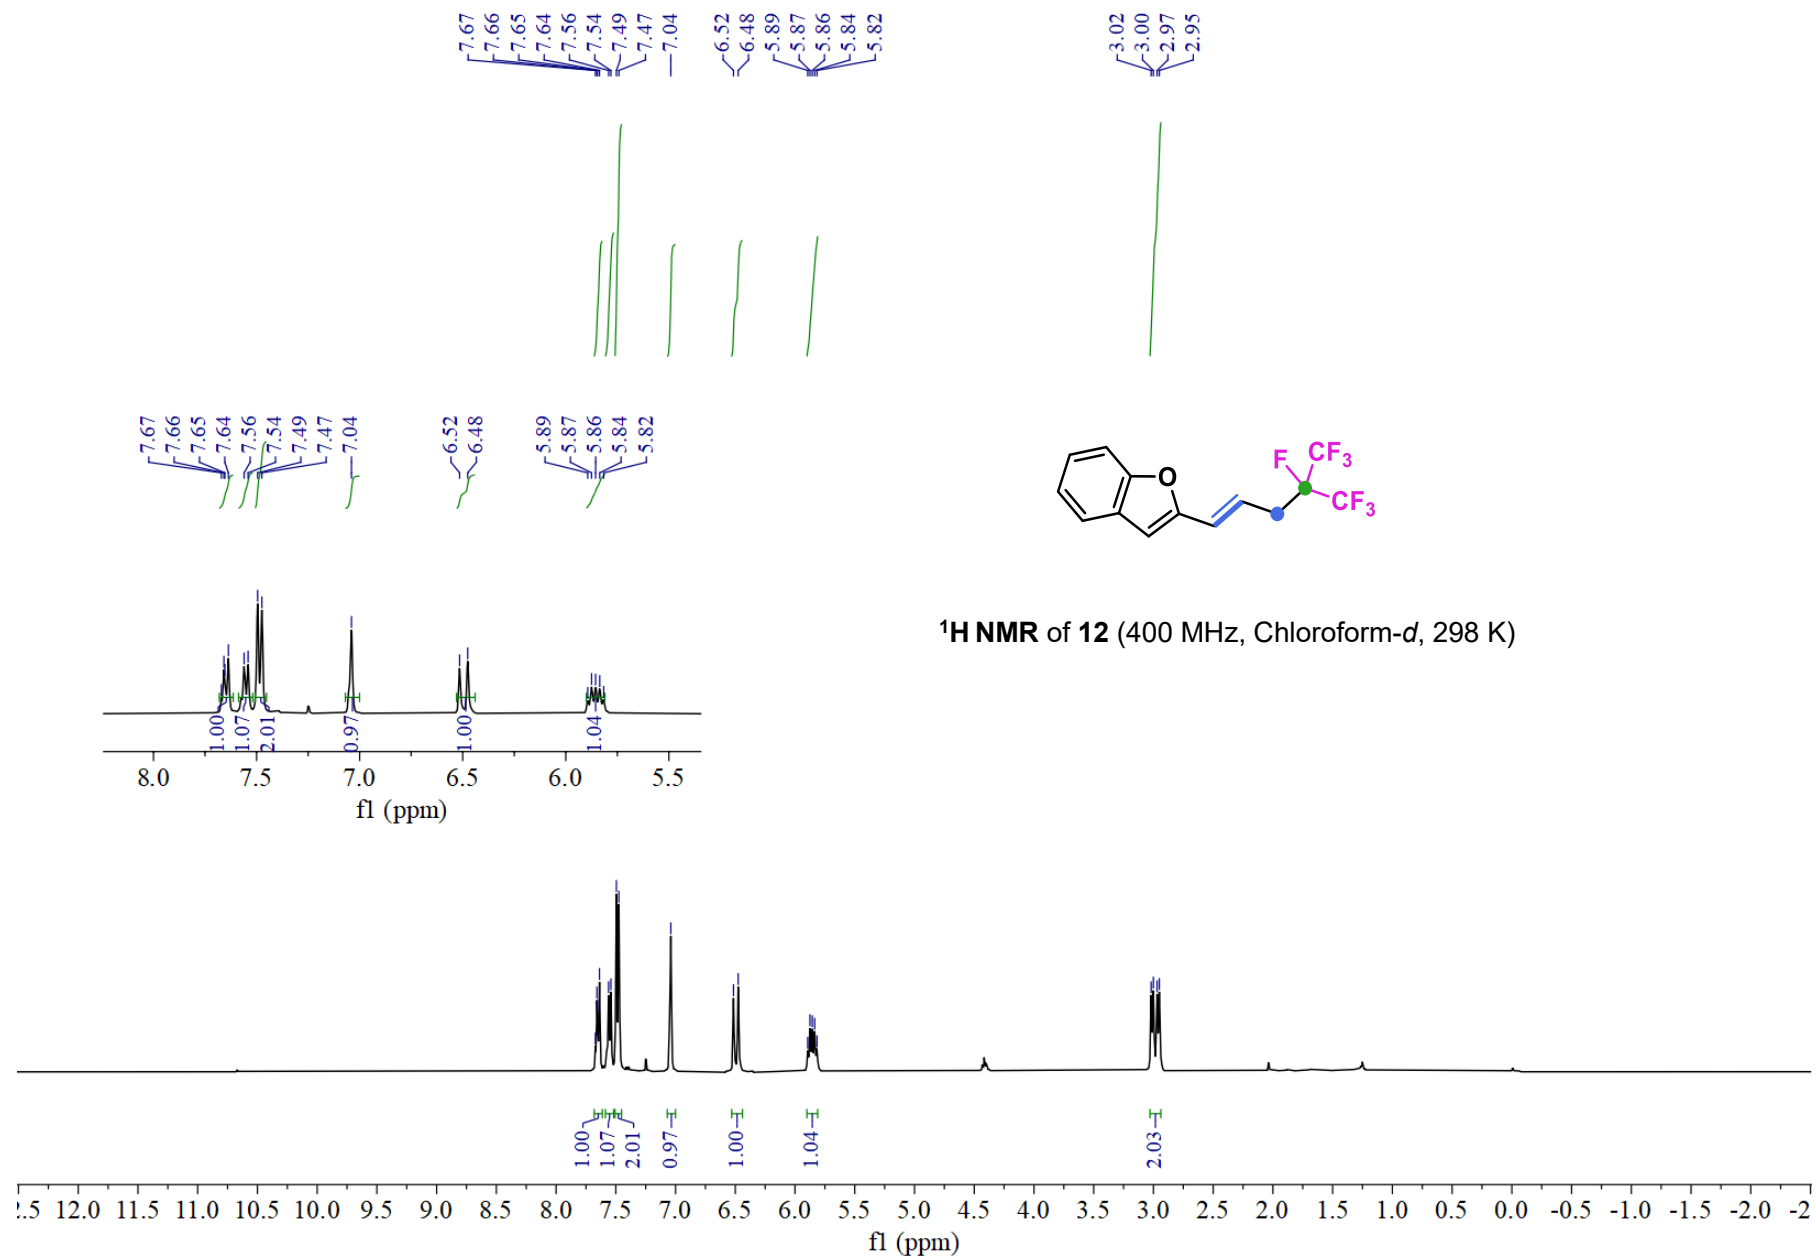 7.67 7.66 7.65 7.64 7.56 7.54 7.49 7.47 7.04 6.52 6.48 5.89 5.87 5.86 5.84 5.82 3.02 3.00 2.97 2.95
7.67 7.66 7.65 7.64 7.56 7.54 7.49 7.47 7.04 6.52 6.48 5.89 5.87 5.86 5.84 5.82
F CF3
O
CF3
1H NMR of 12 (400 MHz, Chloroform-d, 298 K)
1.00 1.07 2.01 0.97 1.00 1.04
8.0 7.5 7.0 6.5 6.0 5.5
f1 (ppm)
1.00 1.07 2.01 0.97 1.00 1.04 2.03
2.5 12.0 11.5 11.0 10.5 10.0 9.5 9.0 8.5 8.0 7.5 7.0 6.5 6.0 5.5 5.0 4.5 4.0 3.5 3.0 2.5 2.0 1.5 1.0 0.5 0.0 -0.5 -1.0 -1.5 -2.0 -2
f1 (ppm)